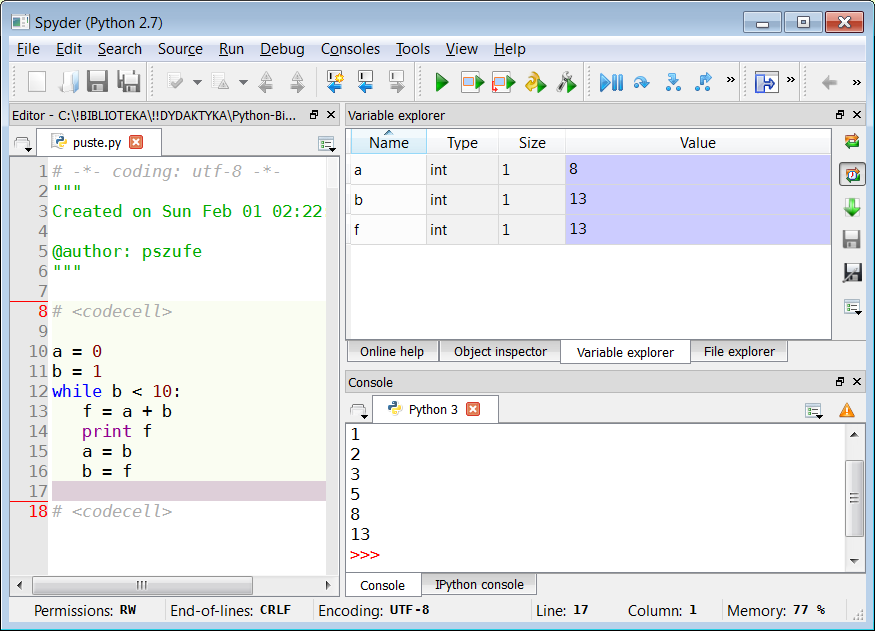 Spyder (Python 2.7)
File Edit Search Source Run Debug Consoles Tools View Help
Editor - C:\!BIBLIOTEKA\!!DYDAKTYKA\Python-Bi...
puste.py
1 # -*- coding: utf-8 -*-
2 """
3 Created on Sun Feb 01 02:22
4
5 @author: pszufe
6 """
7
8 # <codecell>
9
10 a = 0
11 b = 1
12 while b < 10:
13 f = a + b
14 print f
15 a = b
16 b = f
17
18 # <codecell>
Variable explorer
Name Type Size Value
a int 1 8
b int 1 13
f int 1 13
Online help Object inspector Variable explorer File explorer
Console
Python 3
1
2
3
5
8
13
>>>
Console IPython console
Permissions: RW End-of-lines: CRLF Encoding: UTF-8 Line: 17 Column: 1 Memory: 77 %